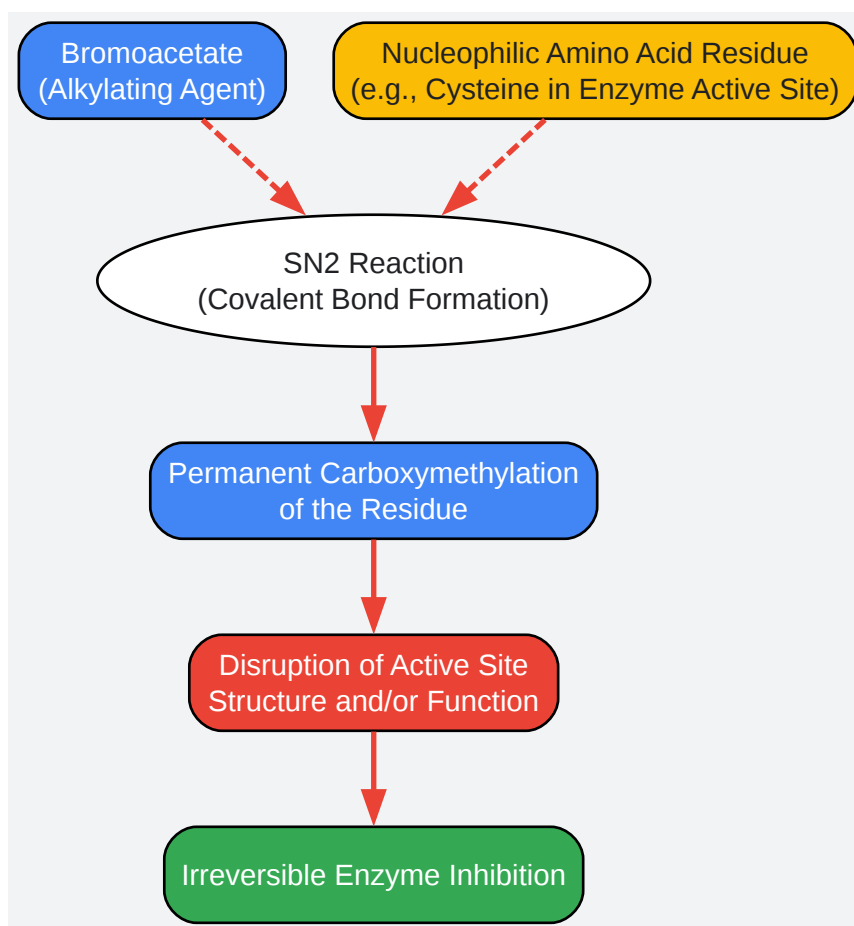 Bromoacetate
(Alkylating Agent)
Nucleophilic Amino Acid Residue
(e.g., Cysteine in Enzyme Active Site)
SN2 Reaction
(Covalent Bond Formation)
Permanent Carboxymethylation
of the Residue
Disruption of Active Site
Structure and/or Function
Irreversible Enzyme Inhibition